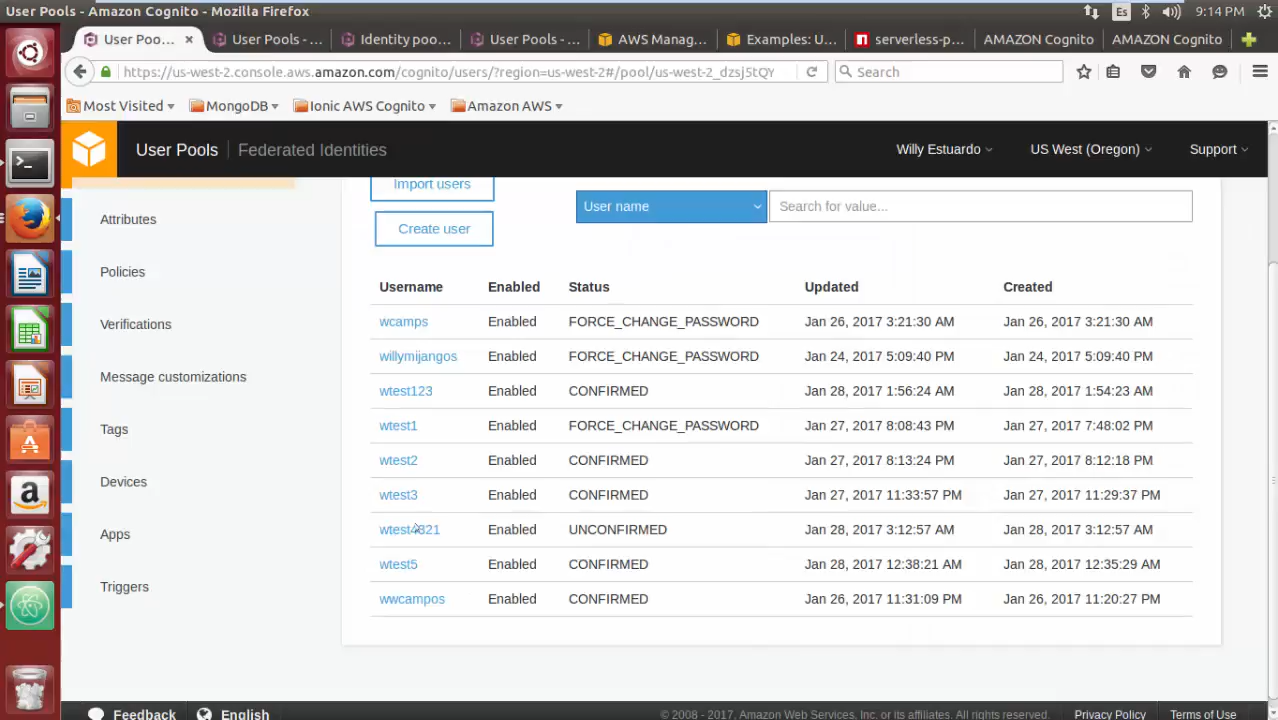 User Pools - Amazon Cognito - Mozilla Firefox
Es
9:14 PM
User Poo...
User Pools - ...
Identity poo...
User Pools - ...
AWS Manag...
Examples: U...
serverless-p...
AMAZON Cognito
AMAZON Cognito
https://us-west-2.console.aws.amazon.com/cognito/users/?region=us-west-2#/pool/us-west-2_dzsj5tQY
Search
Most Visited
MongoDB
Ionic AWS Cognito
Amazon AWS
User Pools
Federated Identities
Willy Estuardo
US West (Oregon)
Support
Import users
Create user
User name
Search for value...
Attributes
Policies
Verifications
Message customizations
Tags
Devices
Apps
Triggers
Username Enabled Status Updated Created
wcamps Enabled FORCE_CHANGE_PASSWORD Jan 26, 2017 3:21:30 AM Jan 26, 2017 3:21:30 AM
willymijangos Enabled FORCE_CHANGE_PASSWORD Jan 24, 2017 5:09:40 PM Jan 24, 2017 5:09:40 PM
wtest123 Enabled CONFIRMED Jan 28, 2017 1:56:24 AM Jan 28, 2017 1:54:23 AM
wtest1 Enabled FORCE_CHANGE_PASSWORD Jan 27, 2017 8:08:43 PM Jan 27, 2017 7:48:02 PM
wtest2 Enabled CONFIRMED Jan 27, 2017 8:13:24 PM Jan 27, 2017 8:12:18 PM
wtest3 Enabled CONFIRMED Jan 27, 2017 11:33:57 PM Jan 27, 2017 11:29:37 PM
wtest4321 Enabled UNCONFIRMED Jan 28, 2017 3:12:57 AM Jan 28, 2017 3:12:57 AM
wtest5 Enabled CONFIRMED Jan 28, 2017 12:38:21 AM Jan 28, 2017 12:35:29 AM
wwcampos Enabled CONFIRMED Jan 26, 2017 11:31:09 PM Jan 26, 2017 11:20:27 PM
Feedback
English
© 2008 - 2017, Amazon Web Services, Inc. or its affiliates. All rights reserved.
Privacy Policy
Terms of Use